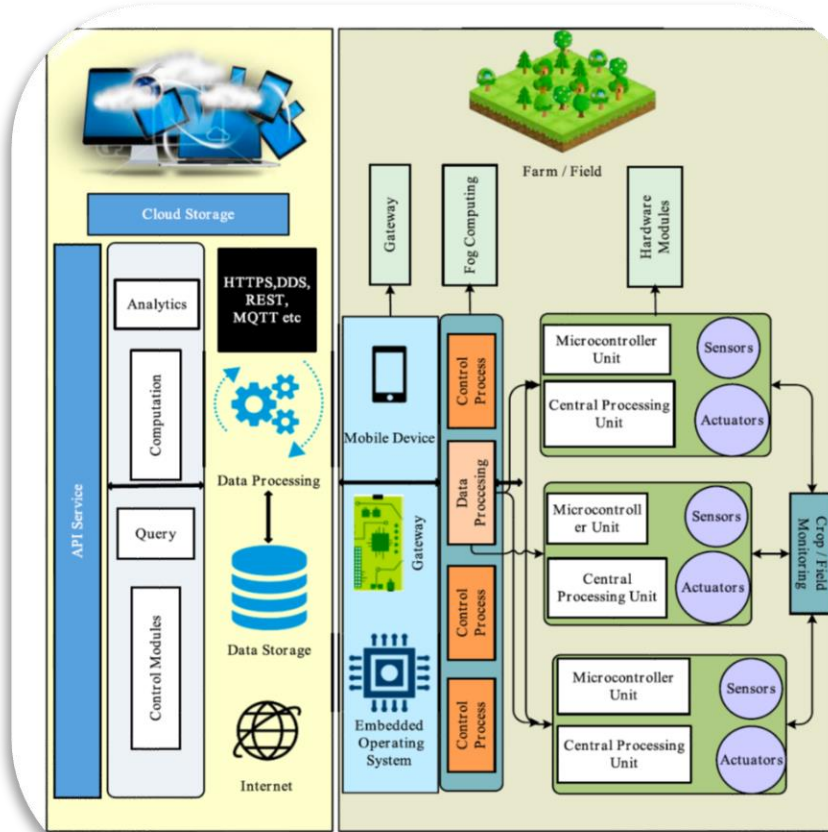 Cloud Storage
API Service
Analytics
Computation
Query
Control Modules
HTTPS,DDS,
REST,
MQTT etc
Data Processing
Data Storage
Internet
Farm / Field
Gateway
Fog Computing
Hardware
Modules
Mobile Device
Gateway
Embedded
Operating
System
Control
Process
Data
Proccesing
Control
Process
Control
Process
Microcontroller
Unit
Sensors
Central Processing
Unit
Actuators
Microcontroll
er Unit
Sensors
Central
Processing Unit
Actuators
Microcontroller
Unit
Sensors
Central Processing
Unit
Actuators
Crop / Field
Monitoring